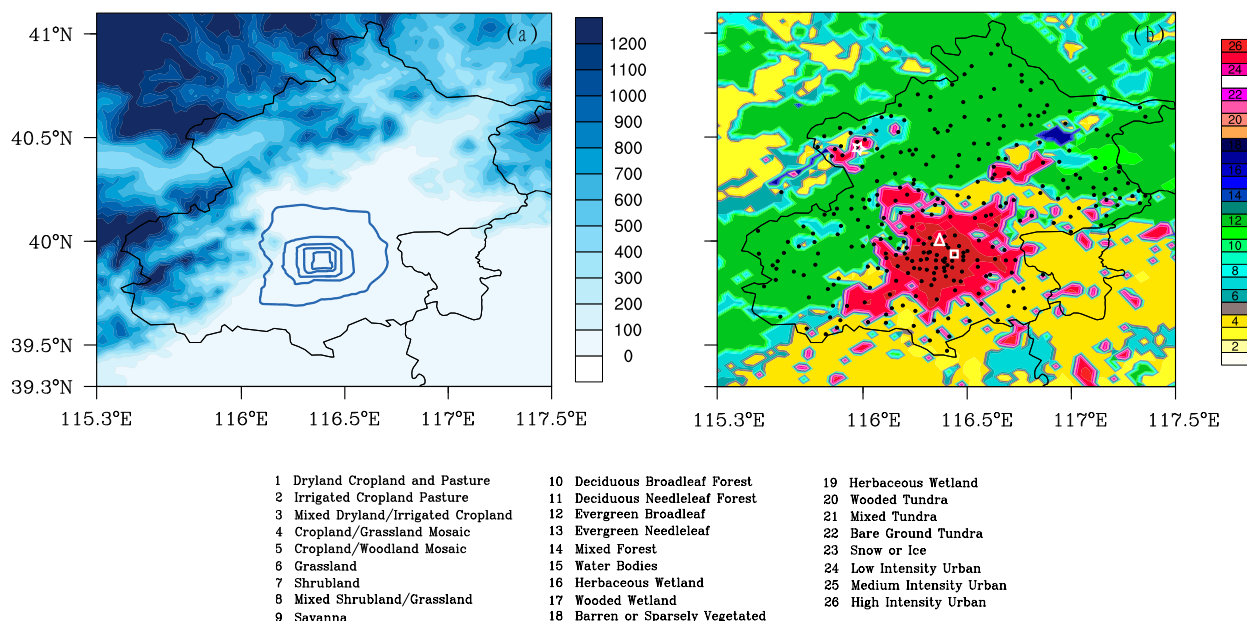 (a)
41°N
40.5°N
40°N
39.5°N
39.3°N
115.3°E
116°E
116.5°E
117°E
117.5°E
1200
1100
1000
900
800
700
600
500
400
300
200
100
0
(b)
115.3°E
116°E
116.5°E
117°E
117.5°E
26
24
22
20
18
16
14
12
10
8
6
4
2
1 Dryland Cropland and Pasture
2 Irrigated Cropland Pasture
3 Mixed Dryland/Irrigated Cropland
4 Cropland/Grassland Mosaic
5 Cropland/Woodland Mosaic
6 Grassland
7 Shrubland
8 Mixed Shrubland/Grassland
9 Savanna
10 Deciduous Broadleaf Forest
11 Deciduous Needleleaf Forest
12 Evergreen Broadleaf
13 Evergreen Needleleaf
14 Mixed Forest
15 Water Bodies
16 Herbaceous Wetland
17 Wooded Wetland
18 Barren or Sparsely Vegetated
19 Herbaceous Wetland
20 Wooded Tundra
21 Mixed Tundra
22 Bare Ground Tundra
23 Snow or Ice
24 Low Intensity Urban
25 Medium Intensity Urban
26 High Intensity Urban